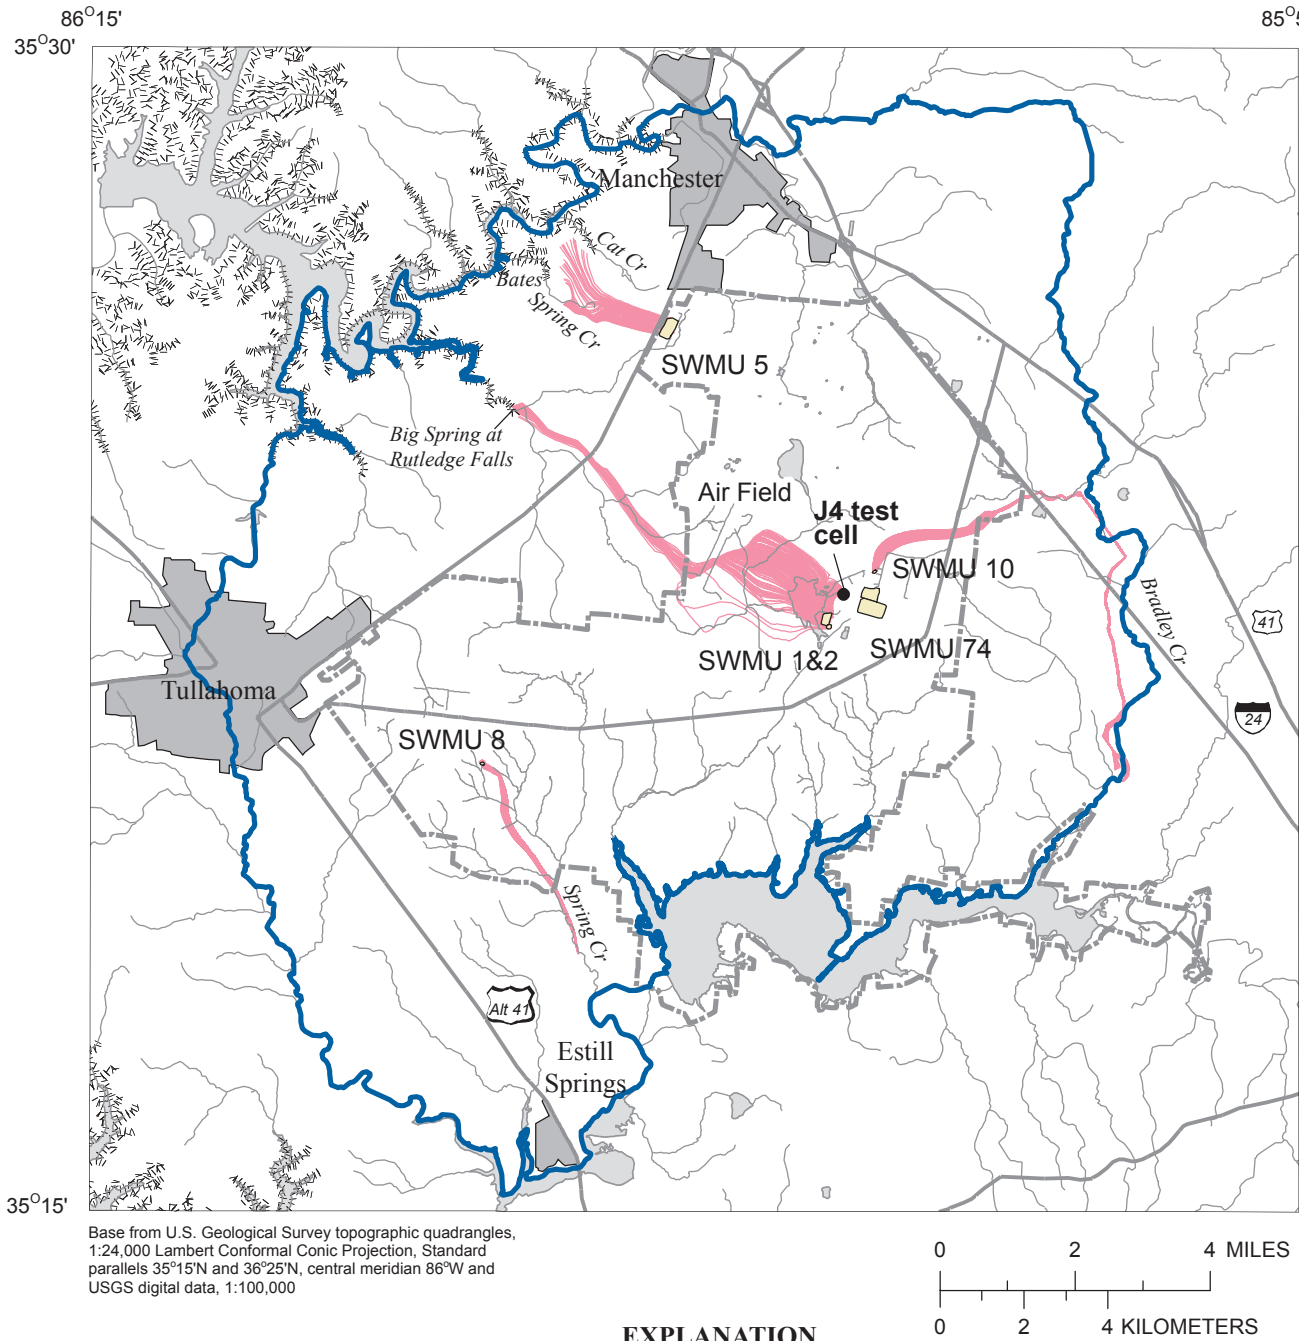 86°15'
85°5
35°30'
Manchester
Cat Cr
Bates
Spring Cr
SWMU 5
Big Spring at
Rutledge Falls
Air Field
J4 test
cell
SWMU 10
Bradley Cr
41
SWMU 1&2
SWMU 74
Tullahoma
24
SWMU 8
Spring Cr
Alt 41
Estill
Springs
35°15'
Base from U.S. Geological Survey topographic quadrangles,
1:24,000 Lambert Conformal Conic Projection, Standard
parallels 35°15'N and 36°25'N, central meridian 86°W and
USGS digital data, 1:100,000
0 2 4 MILES
0 2 4 KILOMETERS
EXPLANATION